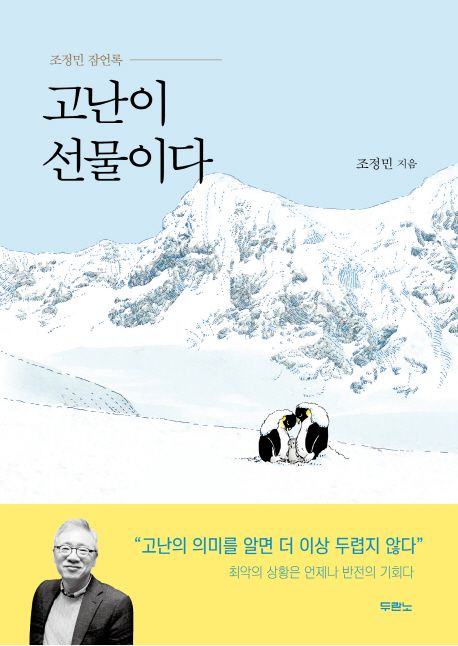 조정민 잠언록
고난이
선물이다
조정민 지음
“고난의 의미를 알면 더 이상 두렵지 않다”
최악의 상황은 언제나 반전의 기회다
두란노